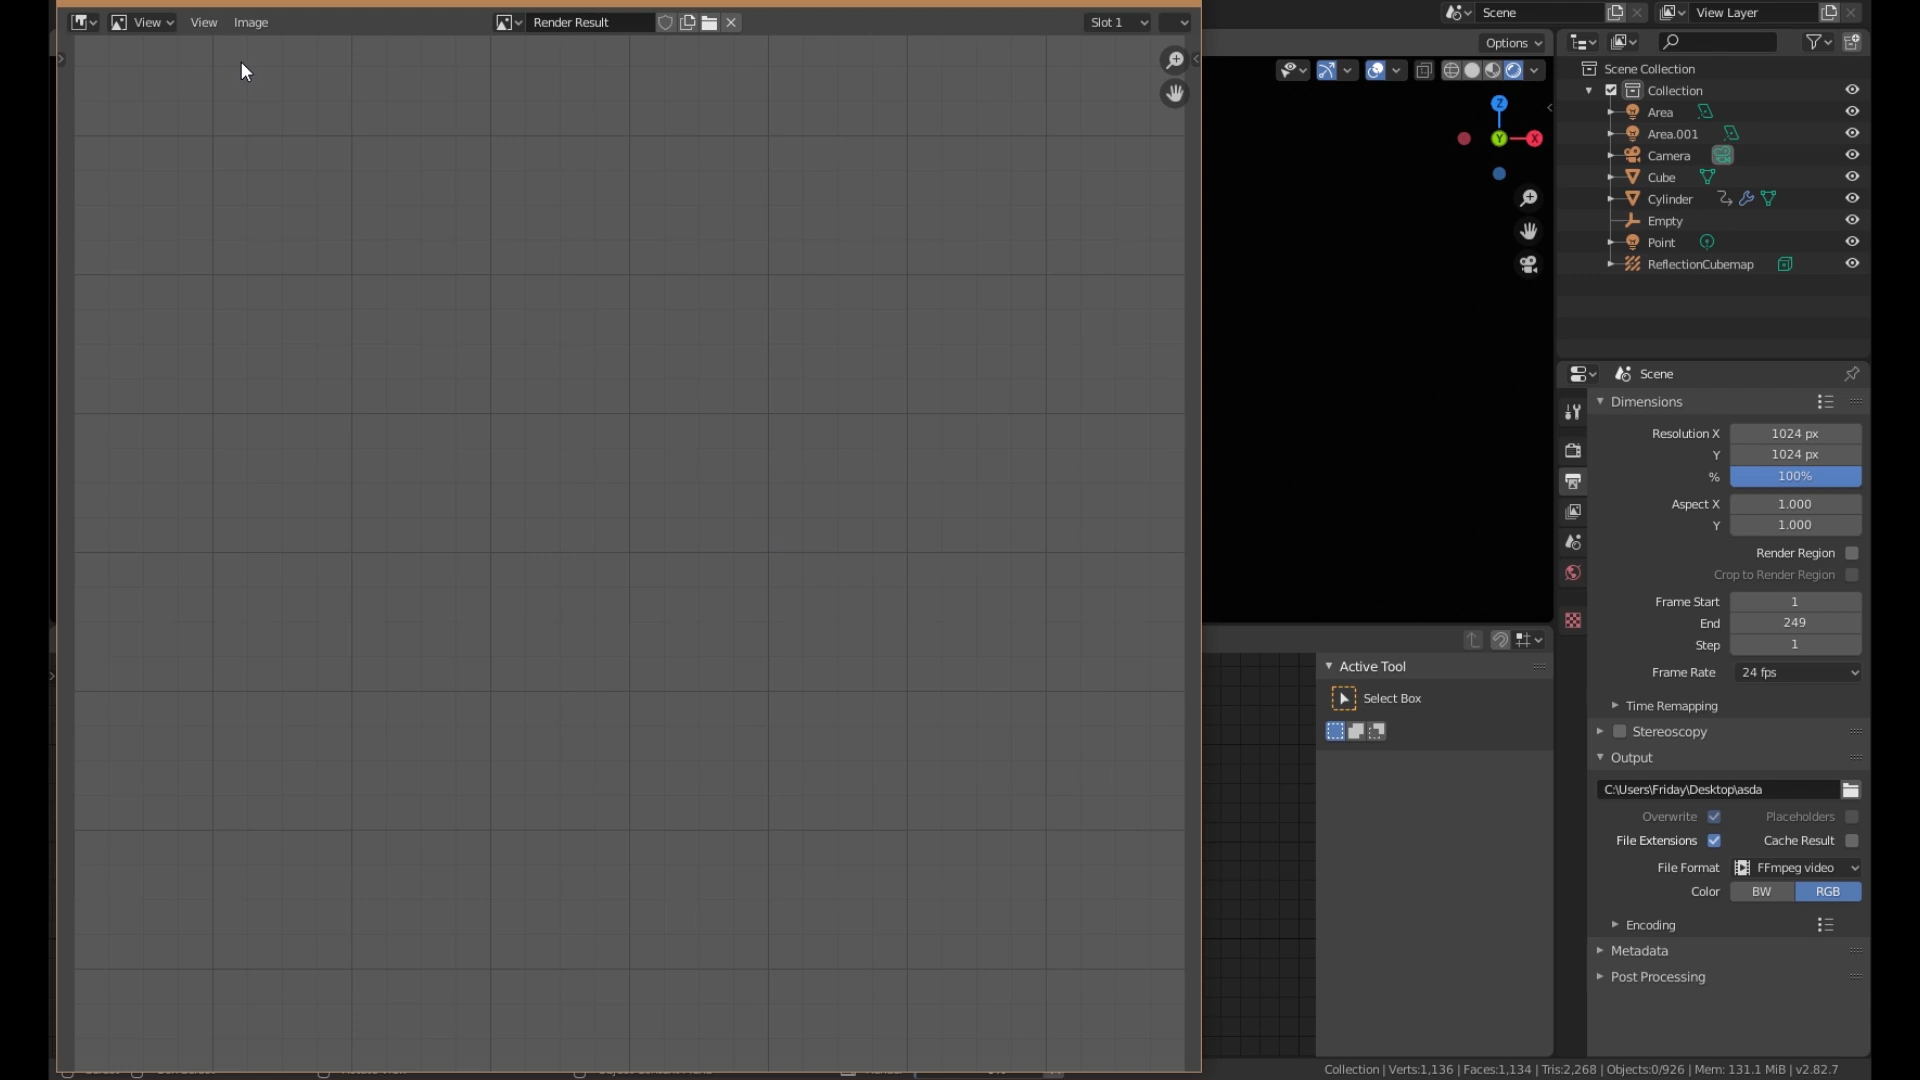 View View Image Render Result Slot 1
Scene View Layer
Options
Scene Collection
Collection
Area
Area.001
Camera
Cube
Cylinder
Empty
Point
ReflectionCubemap
Z
Y X
Scene
Dimensions
Resolution X 1024 px
Y 1024 px
% 100%
Aspect X 1.000
Y 1.000
Render Region
Crop to Render Region
Frame Start 1
End 249
Step 1
Frame Rate 24 fps
Time Remapping
Stereoscopy
Output
C:\Users\Friday\Desktop\asda
Overwrite Placeholders
File Extensions Cache Result
File Format FFmpeg video
Color BW RGB
Encoding
Metadata
Post Processing
Active Tool
Select Box
Collection | Verts:1,136 | Faces:1,134 | Tris:2,268 | Objects:0/926 | Mem: 131.1 MiB | v2.82.7